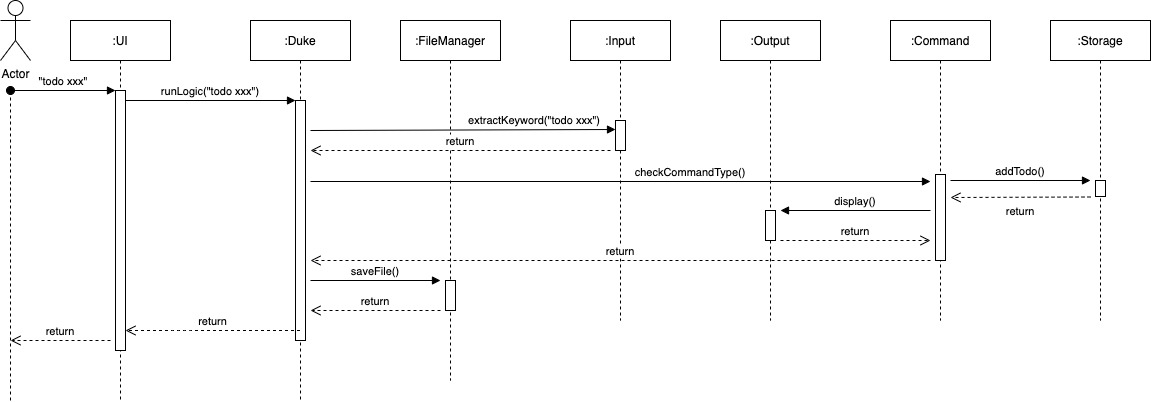 :UI
:Duke
:FileManager
:Input
:Output
:Command
:Storage
Actor
"todo xxx"
runLogic("todo xxx")
extractKeyword("todo xxx")
return
checkCommandType()
addTodo()
display()
return
return
return
saveFile()
return
return
return